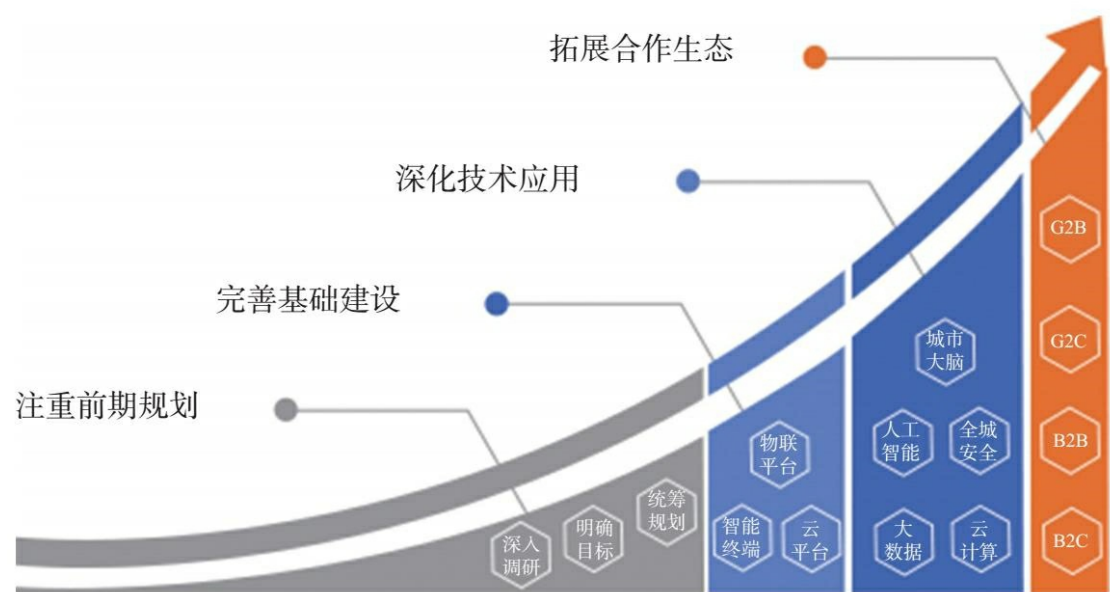 拓展合作生态
深化技术应用
完善基础建设
注重前期规划
深入
调研
明确
目标
统筹
规划
物联
平台
智能
终端
云
平台
城市
大脑
人工
智能
全城
安全
大
数据
云
计算
G2B
G2C
B2B
B2C